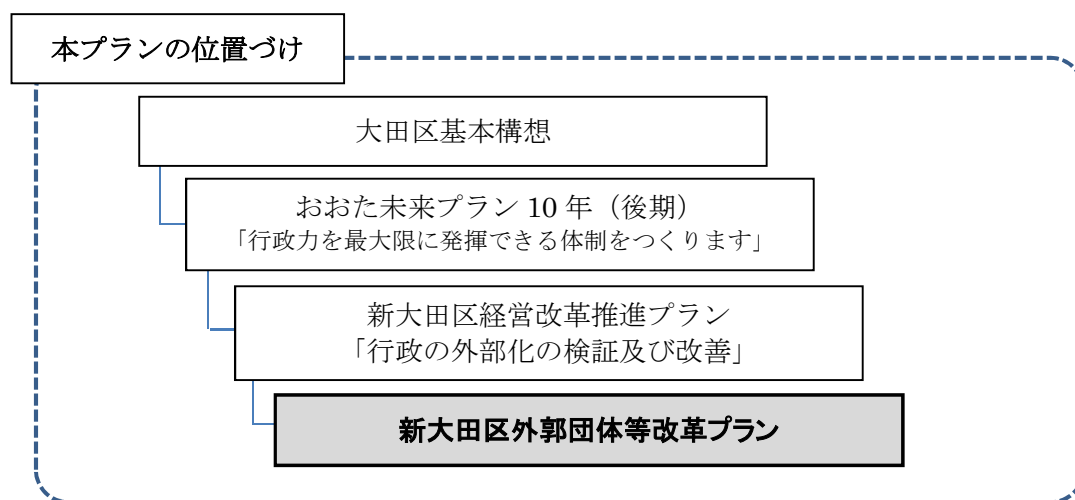 本プランの位置づけ
大田区基本構想
おおた未来プラン 10 年（後期）
「行政力を最大限に発揮できる体制をつくります」
新大田区経営改革推進プラン
「行政の外部化の検証及び改善」
新大田区外郭団体等改革プラン